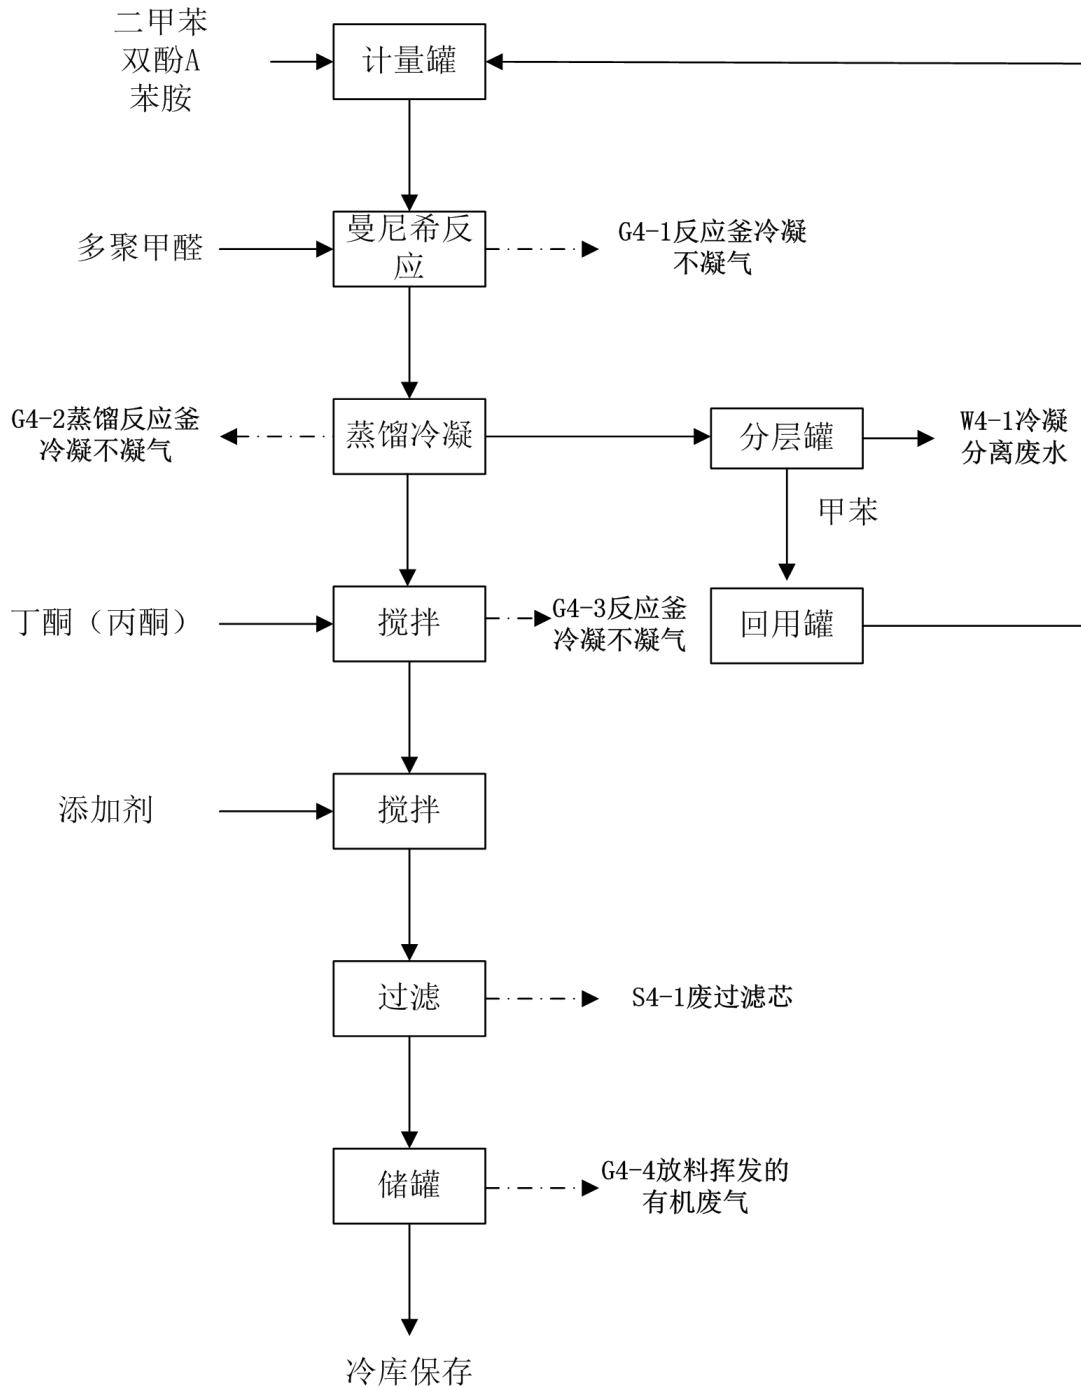 二甲苯
双酚A
苯胺
计量罐
多聚甲醛
曼尼希反
应
G4-1反应釜冷凝
不凝气
G4-2蒸馏反应釜
冷凝不凝气
蒸馏冷凝
分层罐
W4-1冷凝
分离废水
甲苯
丁酮（丙酮）
搅拌
G4-3反应釜
冷凝不凝气
回用罐
添加剂
搅拌
过滤
S4-1废过滤芯
储罐
G4-4放料挥发的
有机废气
冷库保存